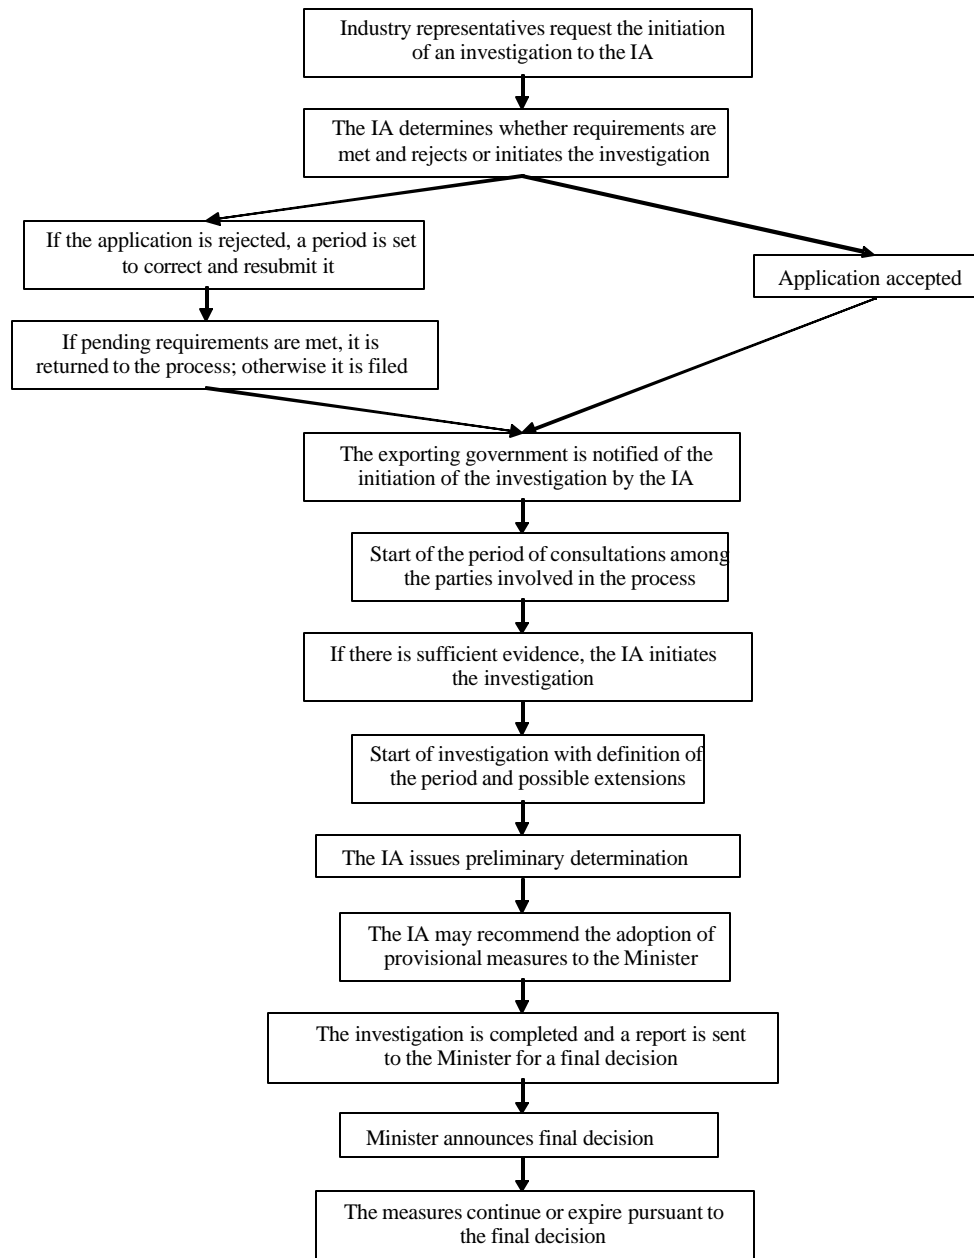 Industry representatives request the initiation
of an investigation to the IA
The IA determines whether requirements are
met and rejects or initiates the investigation
If the application is rejected, a period is set
to correct and resubmit it
Application accepted
If pending requirements are met, it is
returned to the process; otherwise it is filed
The exporting government is notified of the
initiation of the investigation by the IA
Start of the period of consultations among
the parties involved in the process
If there is sufficient evidence, the IA initiates
the investigation
Start of investigation with definition of
the period and possible extensions
The IA issues preliminary determination
The IA may recommend the adoption of
provisional measures to the Minister
The investigation is completed and a report is sent
to the Minister for a final decision
Minister announces final decision
The measures continue or expire pursuant to
the final decision